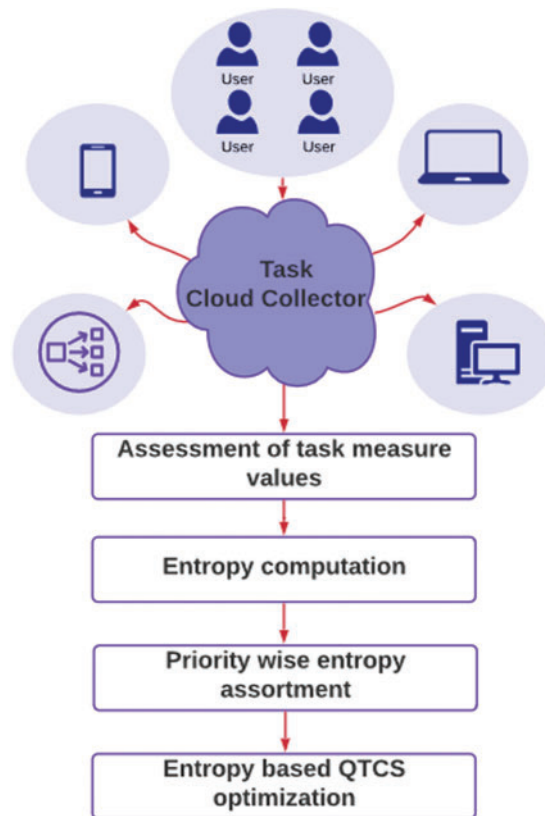 User User
User User
Task
Cloud Collector
Assessment of task measure
values
Entropy computation
Priority wise entropy
assortment
Entropy based QTCS
optimization